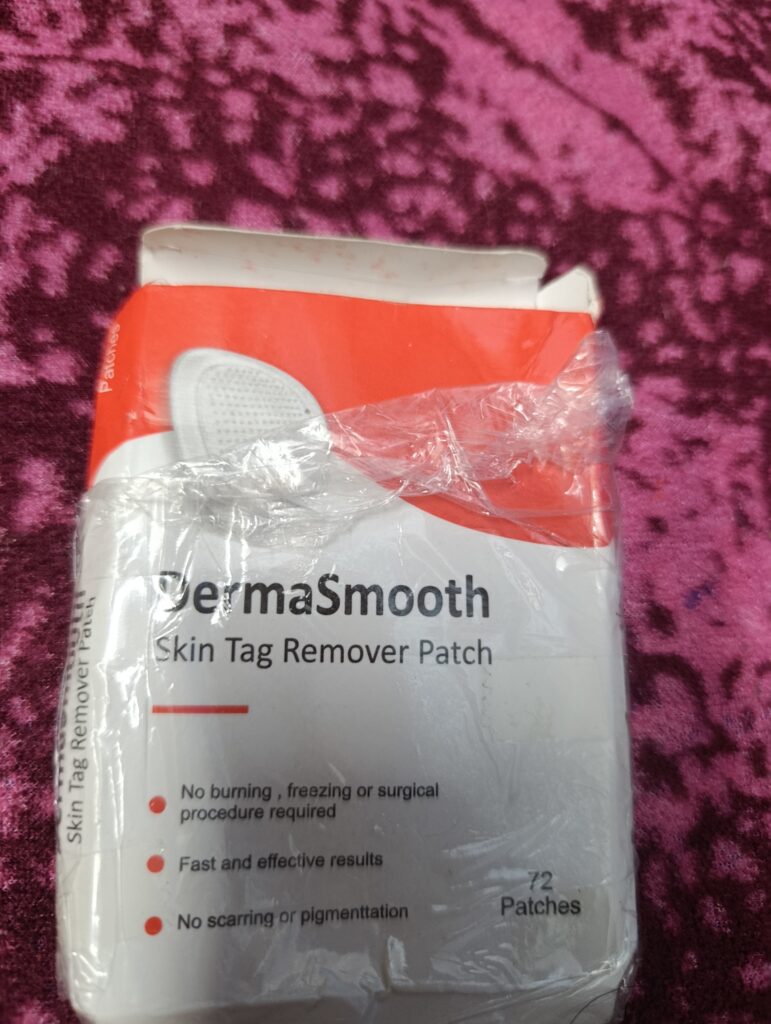 Patches
DermaSmooth
Skin Tag Remover Patch
No burning , freezing or surgical
procedure required
Fast and effective results
No scarring or pigmenttation
72
Patches
Skin Tag Remover Patch